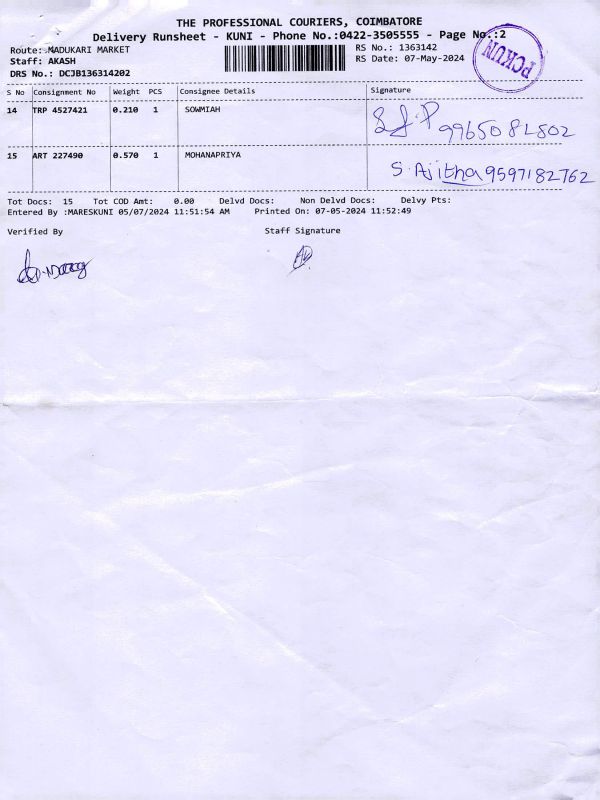 THE PROFESSIONAL COURIERS, COIMBATORE
Delivery Runsheet - KUNI - Phone No.:0422-3505555 - Page No.:2
Route: MADUKARI MARKET RS No.: 1363142
Staff: AKASH RS Date: 07-May-2024
DRS No.: DCJB136314202
PCKUN
S No Consignment No Weight PCS Consignee Details Signature
14 TRP 4527421 0.210 1 SOWMIAH 9965082802
15 ART 227490 0.570 1 MOHANAPRIYA S. Ajitha 9597182762
Tot Docs: 15 Tot COD Amt: 0.00 Delvd Docs: Non Delvd Docs: Delvy Pts:
Entered By :MARESKUNI 05/07/2024 11:51:54 AM Printed On: 07-05-2024 11:52:49
Verified By Staff Signature